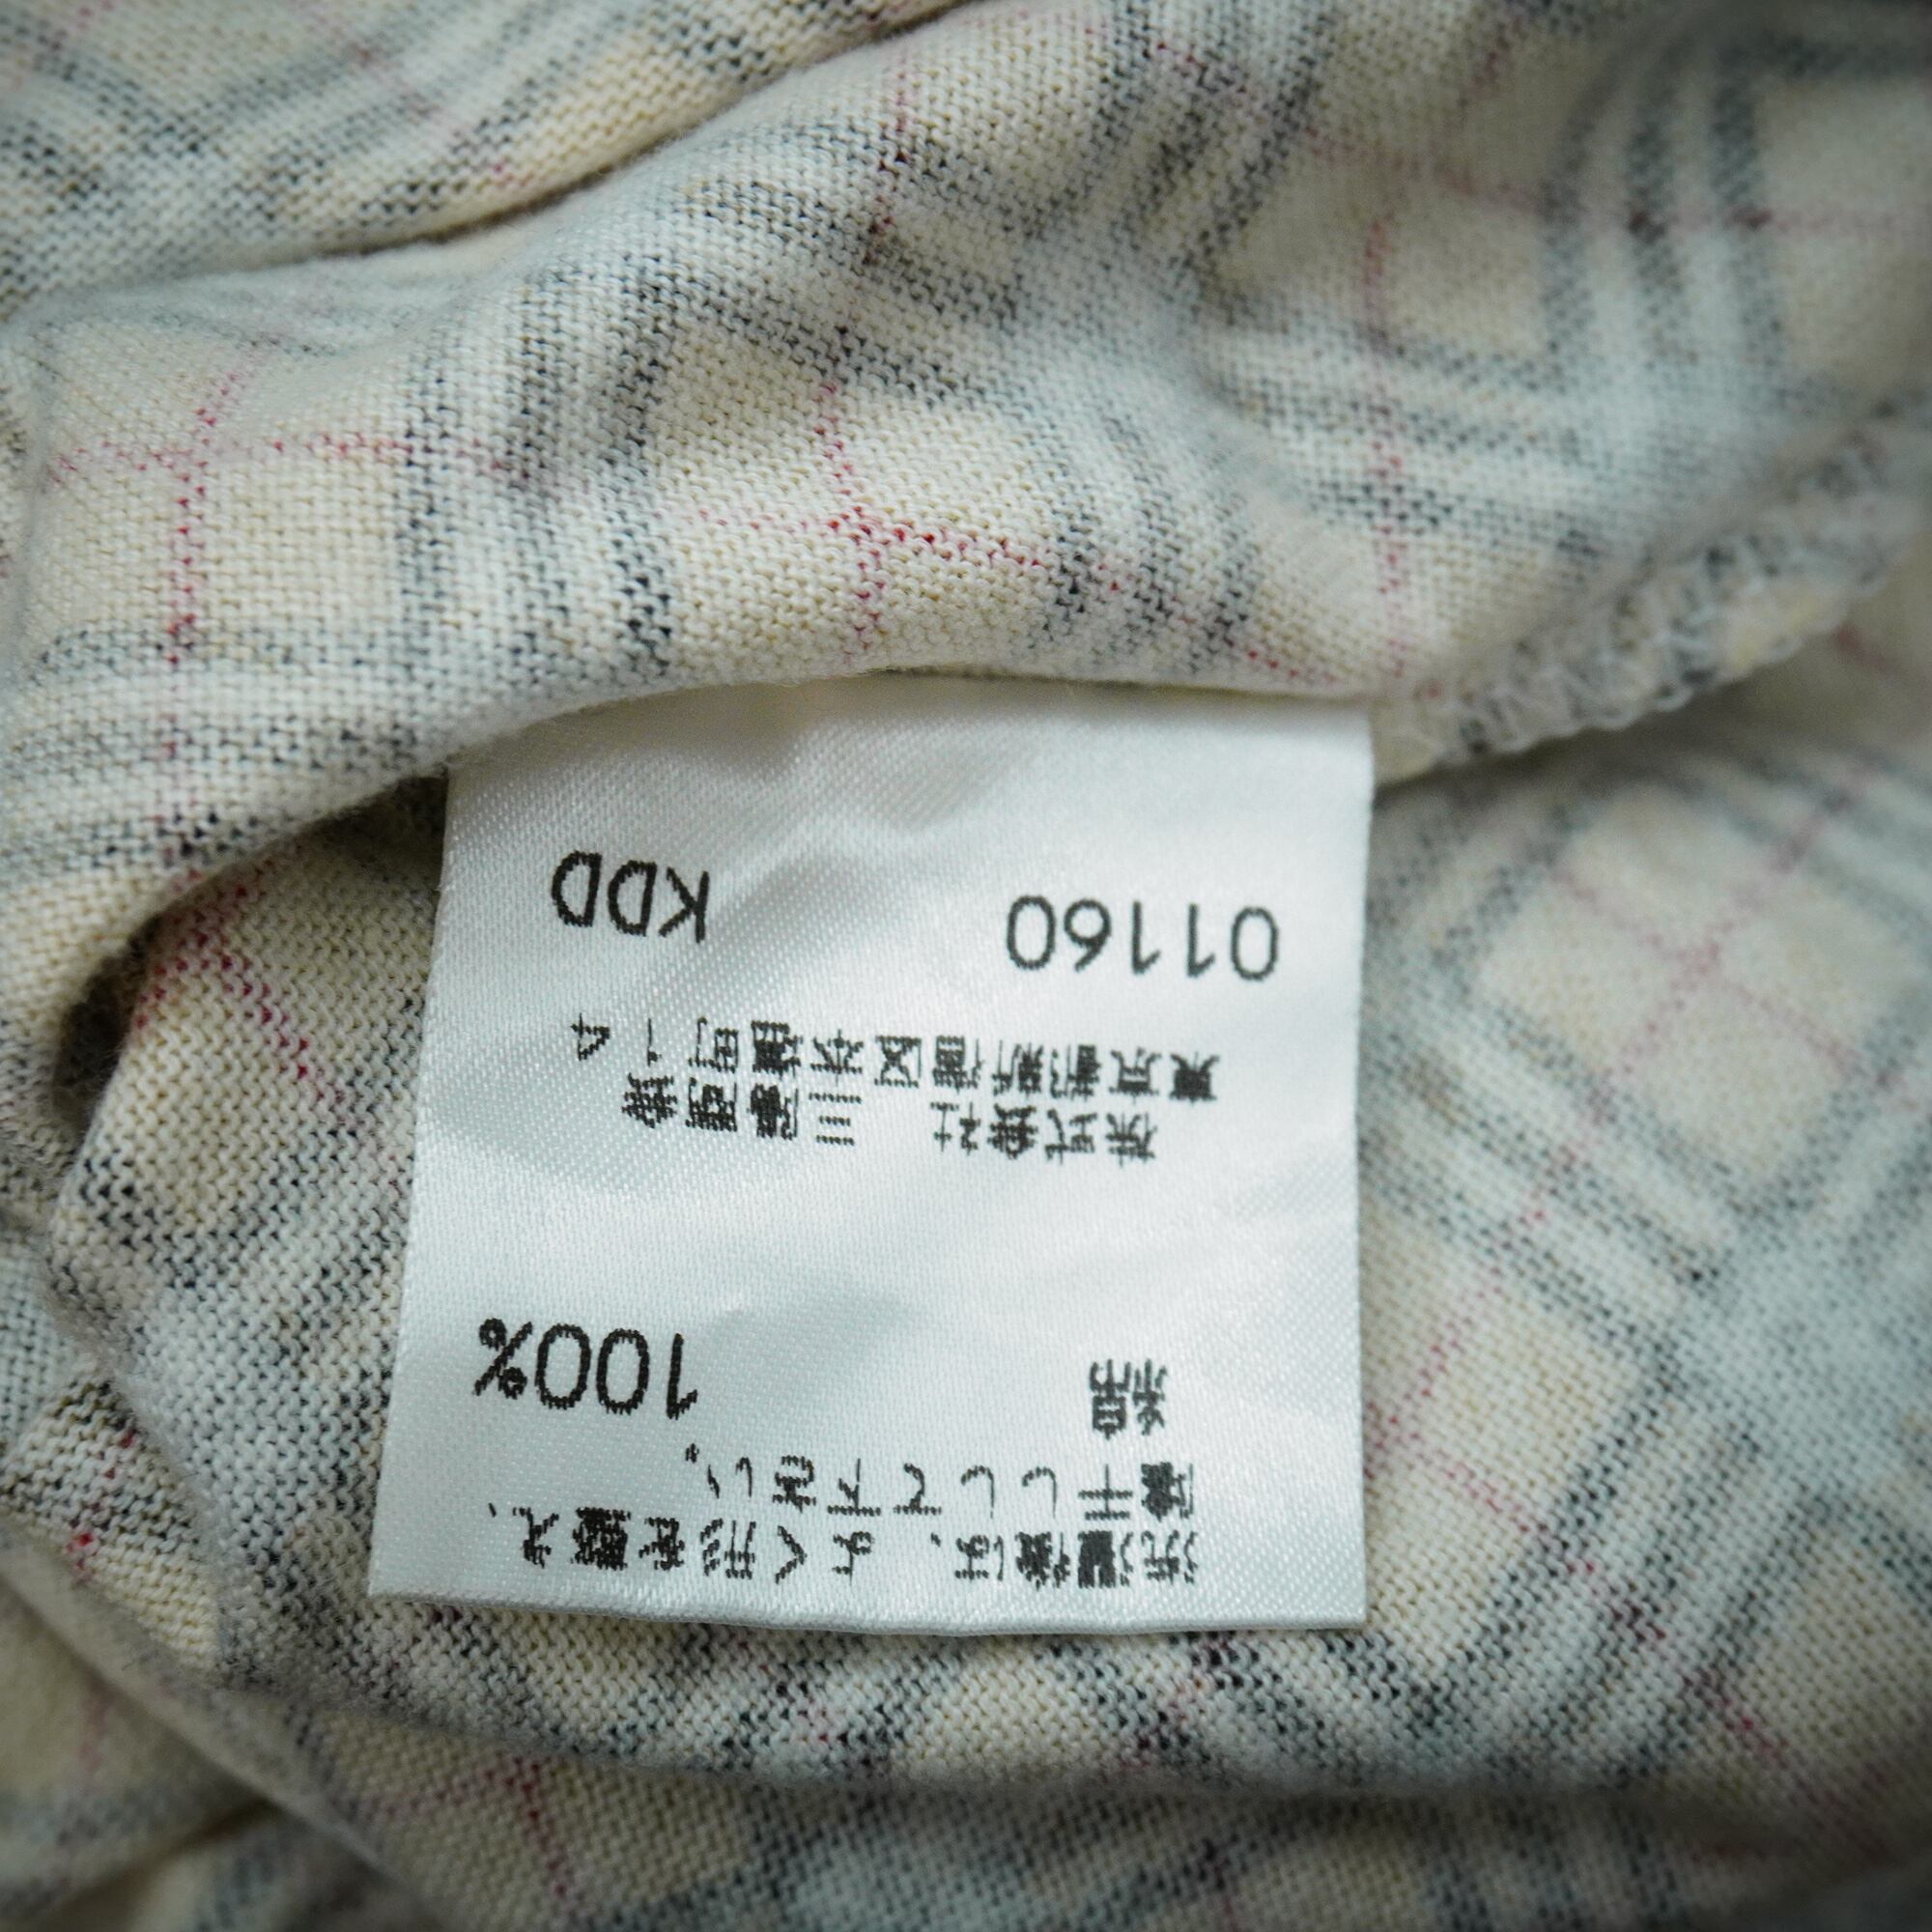 洗濯後は、よく形を整え、
陰干しして下さい。
綿 100%
株式会社 三陽商会
東京都新宿区本塩町14
01160 KDD